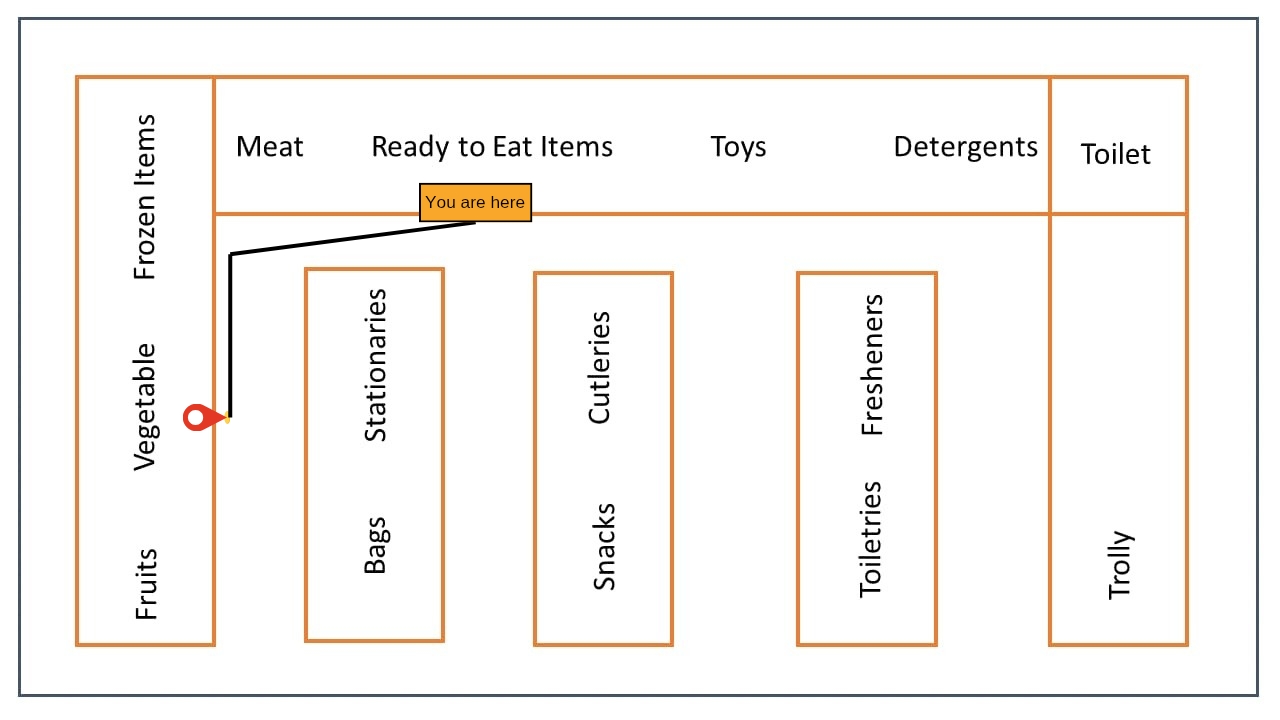 Frozen Items
Vegetable
Fruits
Meat
Ready to Eat Items
Toys
Detergents
Toilet
You are here
Stationaries
Bags
Cutleries
Snacks
Fresheners
Toiletries
Trolly